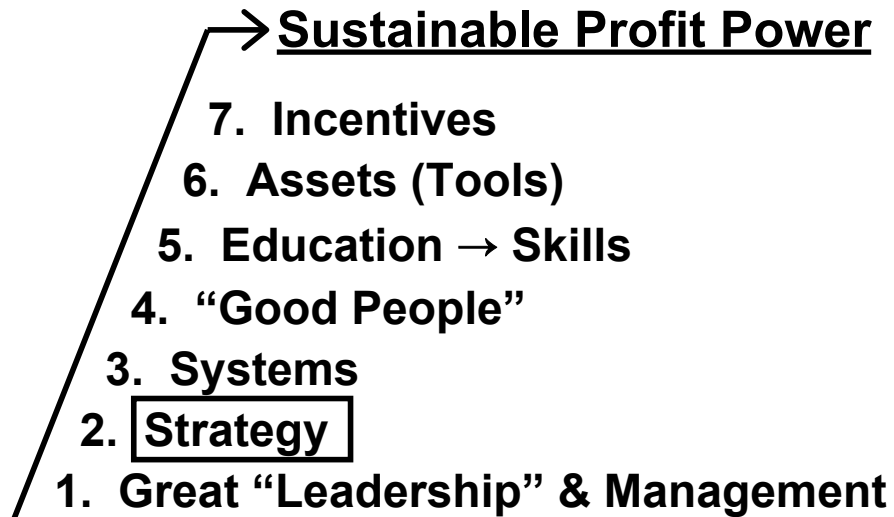 Sustainable Profit Power
7. Incentives
6. Assets (Tools)
5. Education → Skills
4. “Good People”
3. Systems
2. Strategy
1. Great “Leadership” & Management